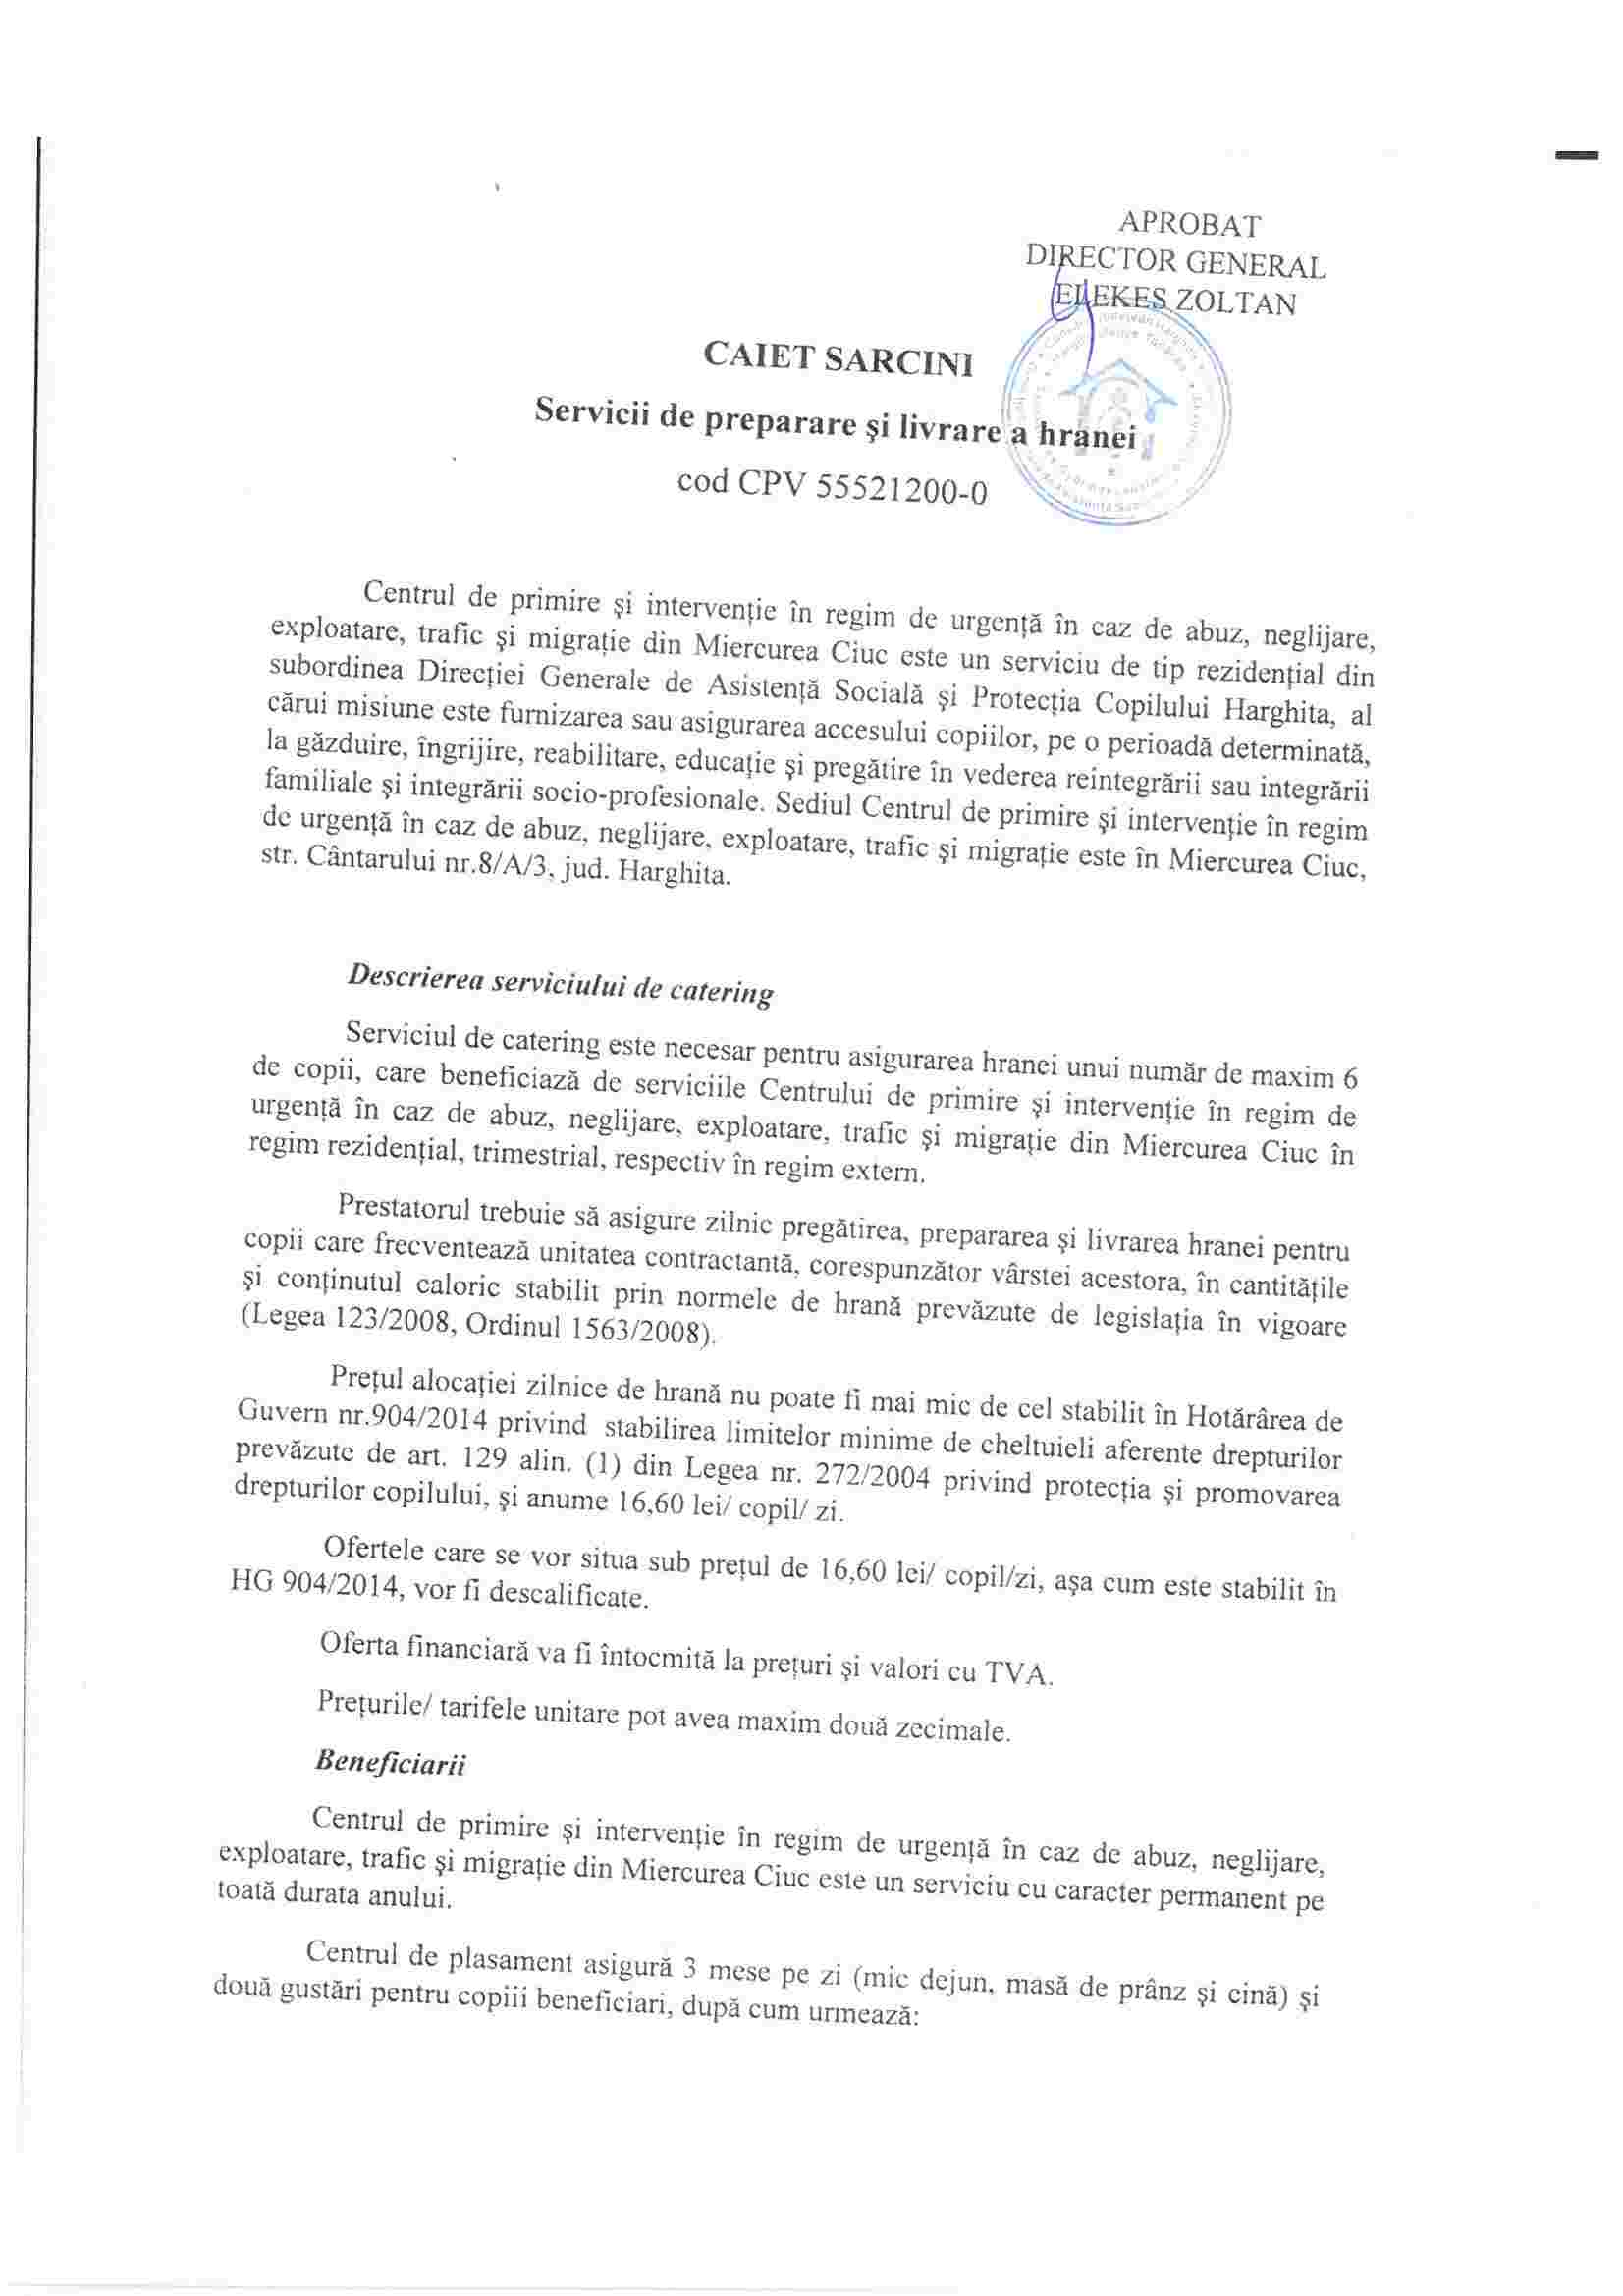 APROBAT
DIRECTOR GENERAL
ELEKES ZOLTAN
CAIET SARCINI
Servicii de preparare şi livrare a hranei
cod CPV 55521200-0
Centrul de primire şi intervenţie în regim de urgenţă în caz de abuz, neglijare,
exploatare, trafic şi migraţie din Miercurea Ciuc este un serviciu de tip rezidenţial din
subordinea Direcţiei Generale de Asistenţă Socială şi Protecţia Copilului Harghita, al
cărui misiune este furnizarea sau asigurarea accesului copiilor, pe o perioadă determinată,
la găzduire, îngrijire, reabilitare, educaţie şi pregătire în vederea reintegrării sau integrării
familiale şi integrării socio-profesionale. Sediul Centrul de primire şi intervenţie în regim
de urgenţă în caz de abuz, neglijare, exploatare, trafic şi migraţie este în Miercurea Ciuc,
str. Cântarului nr.8/A/3, jud. Harghita.
Descrierea serviciului de catering
Serviciul de catering este necesar pentru asigurarea hranei unui număr de maxim 6
de copii, care beneficiază de serviciile Centrului de primire şi intervenţie în regim de
urgenţă în caz de abuz, neglijare, exploatare, trafic şi migraţie din Miercurea Ciuc în
regim rezidenţial, trimestrial, respectiv în regim extern.
Prestatorul trebuie să asigure zilnic pregătirea, prepararea şi livrarea hranei pentru
copii care frecventează unitatea contractantă, corespunzător vârstei acestora, în cantităţile
şi conţinutul caloric stabilit prin normele de hrană prevăzute de legislaţia în vigoare
(Legea 123/2008, Ordinul 1563/2008).
Preţul alocaţiei zilnice de hrană nu poate fi mai mic de cel stabilit în Hotărârea de
Guvern nr.904/2014 privind stabilirea limitelor minime de cheltuieli aferente drepturilor
prevăzute de art. 129 alin. (1) din Legea nr. 272/2004 privind protecţia şi promovarea
drepturilor copilului, şi anume 16,60 lei/ copil/ zi.
Ofertele care se vor situa sub preţul de 16,60 lei/ copil/zi, aşa cum este stabilit în
HG 904/2014, vor fi descalificate.
Oferta financiară va fi întocmită la preţuri şi valori cu TVA.
Preţurile/ tarifele unitare pot avea maxim două zecimale.
Beneficiarii
Centrul de primire şi intervenţie în regim de urgenţă în caz de abuz, neglijare,
exploatare, trafic şi migraţie din Miercurea Ciuc este un serviciu cu caracter permanent pe
toată durata anului.
Centrul de plasament asigură 3 mese pe zi (mic dejun, masă de prânz şi cină) şi
două gustări pentru copiii beneficiari, după cum urmează: